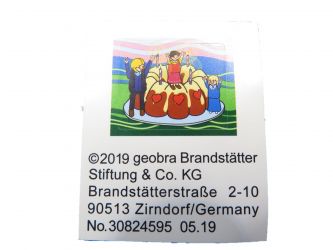 ©2019 geobra Brandstätter
Stiftung & Co. KG
Brandstätterstraße 2-10
90513 Zirndorf/Germany
No.30824595 05.19